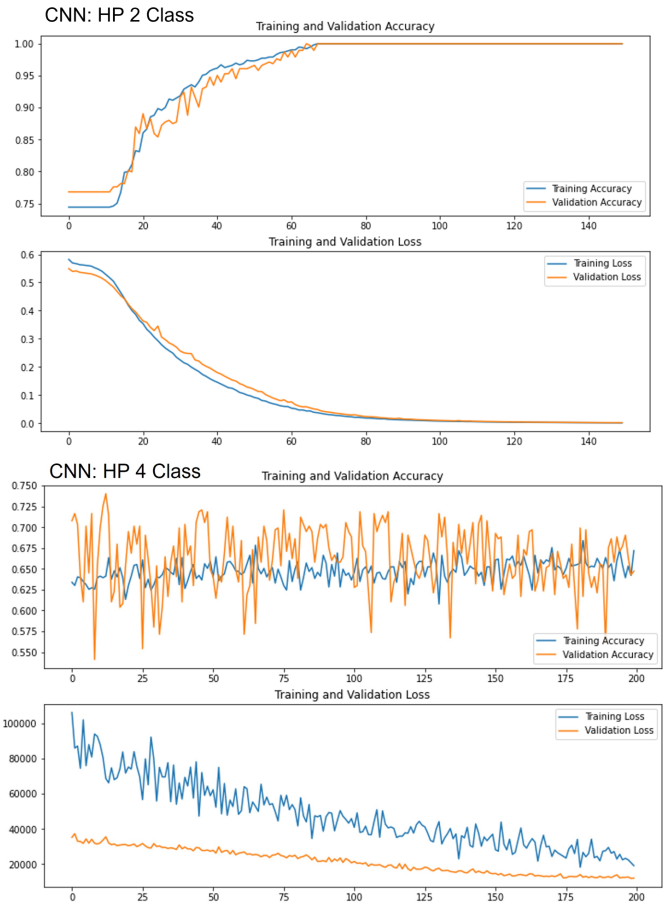 CNN: HP 2 Class
Training and Validation Accuracy
1.00
0.95
0.90
0.85
0.80
0.75
Training Accuracy
Validation Accuracy
0 20 40 60 80 100 120 140
Training and Validation Loss
0.6
0.5
0.4
0.3
0.2
0.1
0.0
Training Loss
Validation Loss
0 20 40 60 80 100 120 140
CNN: HP 4 Class
Training and Validation Accuracy
0.750
0.725
0.700
0.675
0.650
0.625
0.600
0.575
0.550
Training Accuracy
Validation Accuracy
0 25 50 75 100 125 150 175 200
Training and Validation Loss
100000
80000
60000
40000
20000
Training Loss
Validation Loss
0 25 50 75 100 125 150 175 200